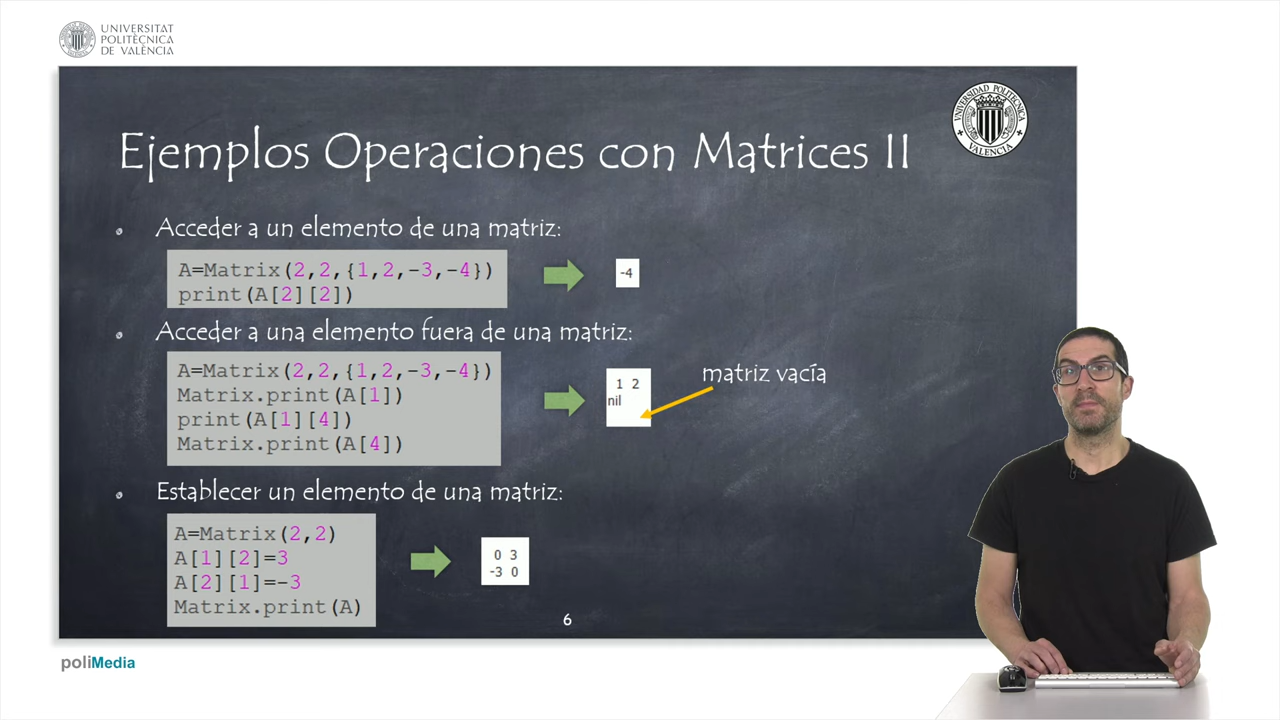 UNIVERSITAT
POLITÈCNICA
DE VALÈNCIA
UNIVERSIDAD POLITECNICA
VALENCIA
Ejemplos Operaciones con Matrices II
Acceder a un elemento de una matriz:
A=Matrix(2,2,{1,2,-3,-4})
print(A[2][2])
-4
Acceder a una elemento fuera de una matriz:
A=Matrix(2,2,{1,2,-3,-4})
Matrix.print(A[1])
print(A[1][4])
Matrix.print(A[4])
1 2
nil
matriz vacía
Establecer un elemento de una matriz:
A=Matrix(2,2)
A[1][2]=3
A[2][1]=-3
Matrix.print(A)
0 3
-3 0
6
poliMedia